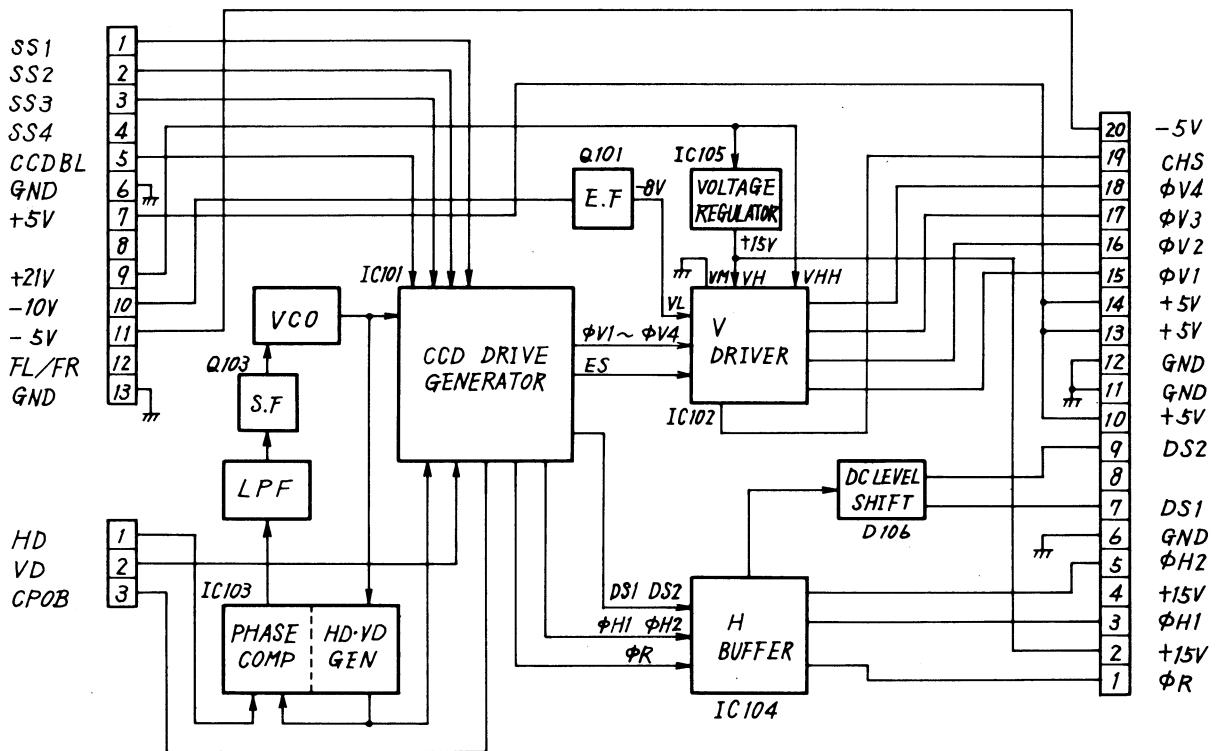 SS1 1
SS2 2
SS3 3
SS4 4
CCDBL 5
GND 6
+5V 7
8
+21V 9
-10V 10
-5V 11
FL/FR 12
GND 13
HD 1
VD 2
CPOB 3
Q101
E.F
-8V
IC105
VOLTAGE
REGULATOR
+15V
VM VH VHH
VL
V
DRIVER
IC102
IC101
CCD DRIVE
GENERATOR
ΦV1~ΦV4
ES
VCO
Q103
S.F
LPF
IC103
PHASE
COMP
HD·VD
GEN
DS1 DS2
ΦH1 ΦH2
ΦR
H
BUFFER
IC104
DC LEVEL
SHIFT
D106
20 -5V
19 CHS
18 ΦV4
17 ΦV3
16 ΦV2
15 ΦV1
14 +5V
13 +5V
12 GND
11 GND
10 +5V
9 DS2
8
7 DS1
6 GND
5 ΦH2
4 +15V
3 ΦH1
2 +15V
1 ΦR